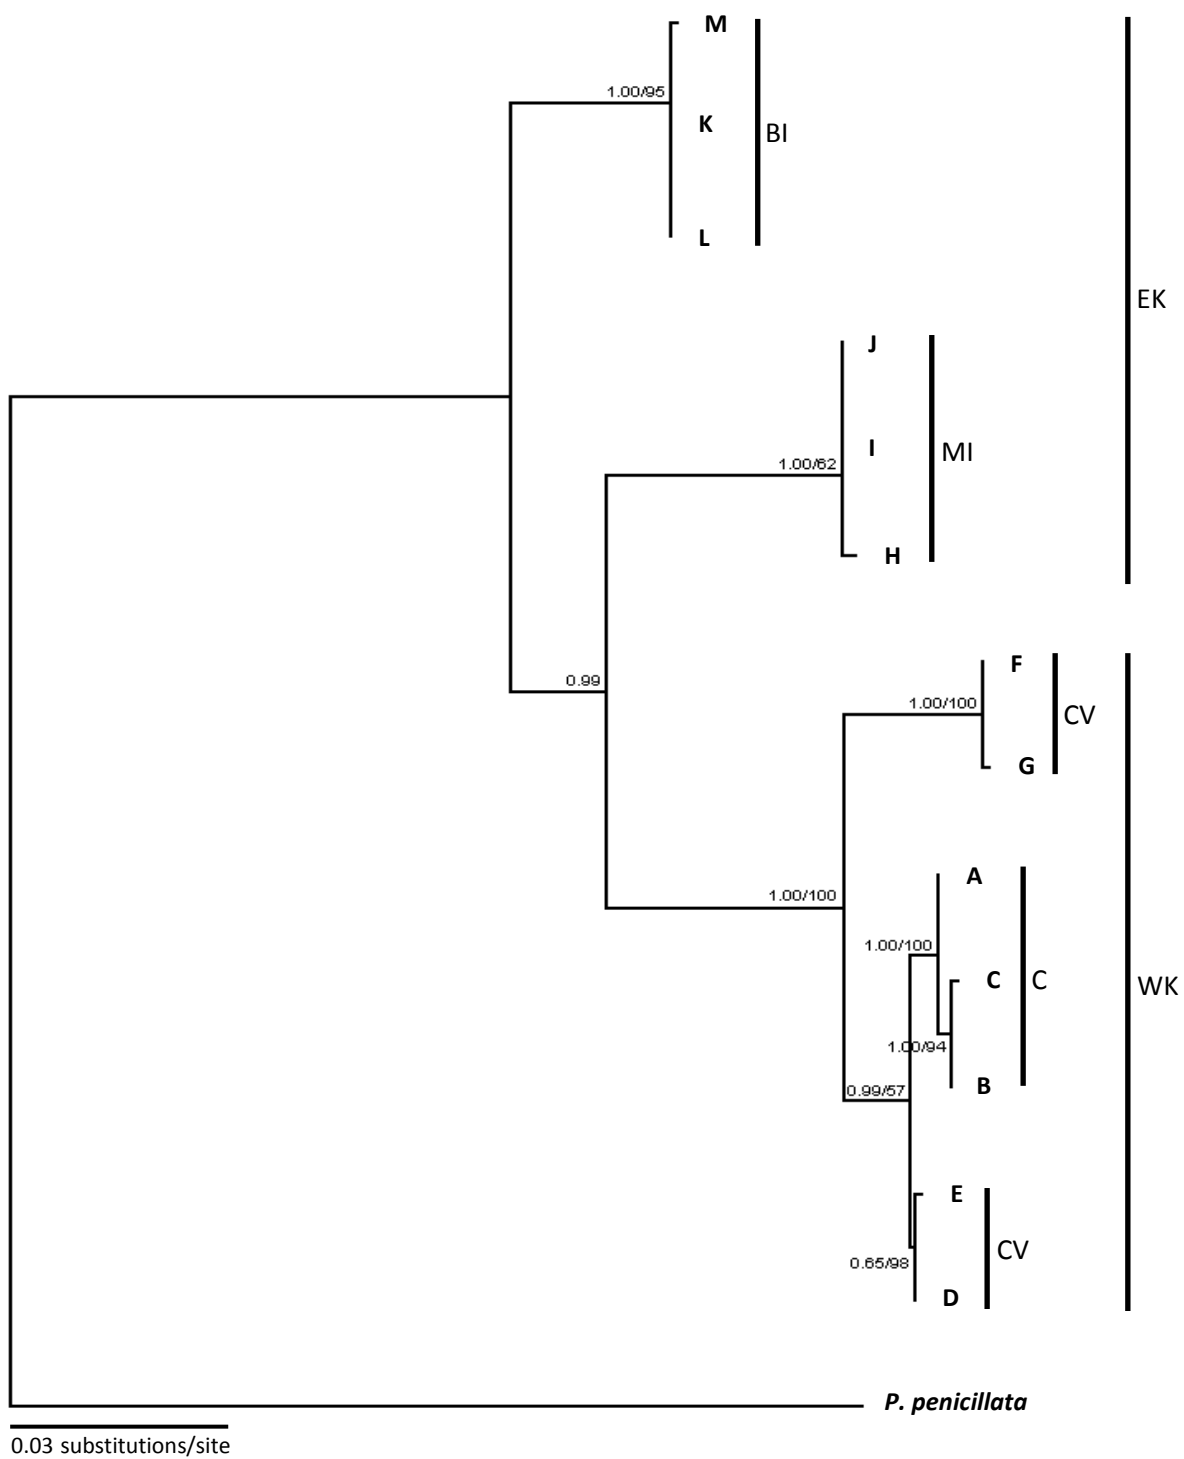 M
1.00/95
K
BI
L
EK
J
I
MI
1.00/62
H
F
0.99
1.00/100
CV
G
A
1.00/100
1.00/100
C
C
WK
1.00/94
B
0.99/57
E
CV
0.65/98
D
P. penicillata
0.03 substitutions/site